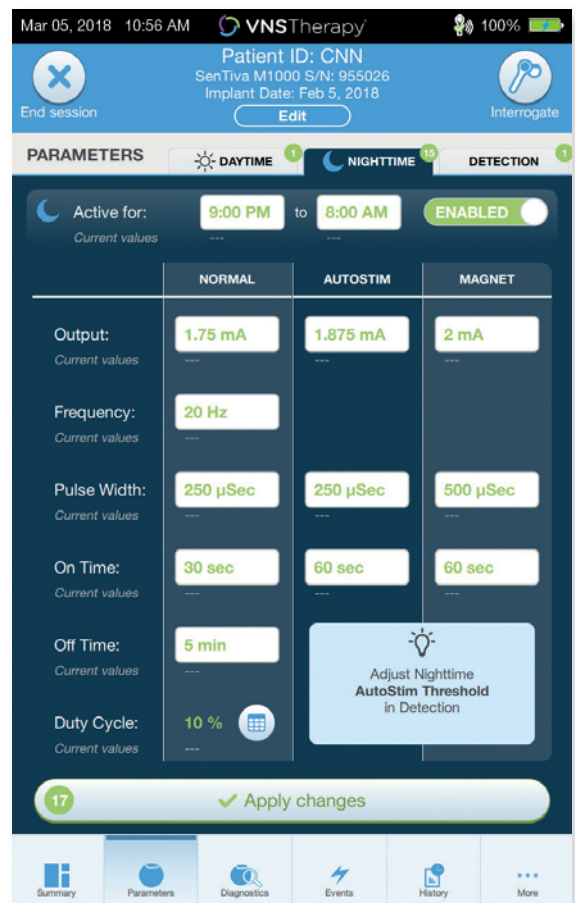 Mar 05, 2018 10:56 AM VNSTherapy 100%
Patient ID: CNN
SenTiva M1000 S/N: 955026
Implant Date: Feb 5, 2018
End session Edit Interrogate
PARAMETERS DAYTIME 1 NIGHTTIME 15 DETECTION 1
Active for: 9:00 PM to 8:00 AM ENABLED
Current values --- ---
NORMAL AUTOSTIM MAGNET
Output: 1.75 mA 1.875 mA 2 mA
Current values --- --- ---
Frequency: 20 Hz
Current values ---
Pulse Width: 250 µSec 250 µSec 500 µSec
Current values --- --- ---
On Time: 30 sec 60 sec 60 sec
Current values --- --- ---
Off Time: 5 min
Current values ---
Adjust Nighttime
AutoStim Threshold
in Detection
Duty Cycle: 10 %
Current values ---
17 Apply changes
Summary Parameters Diagnostics Events History More